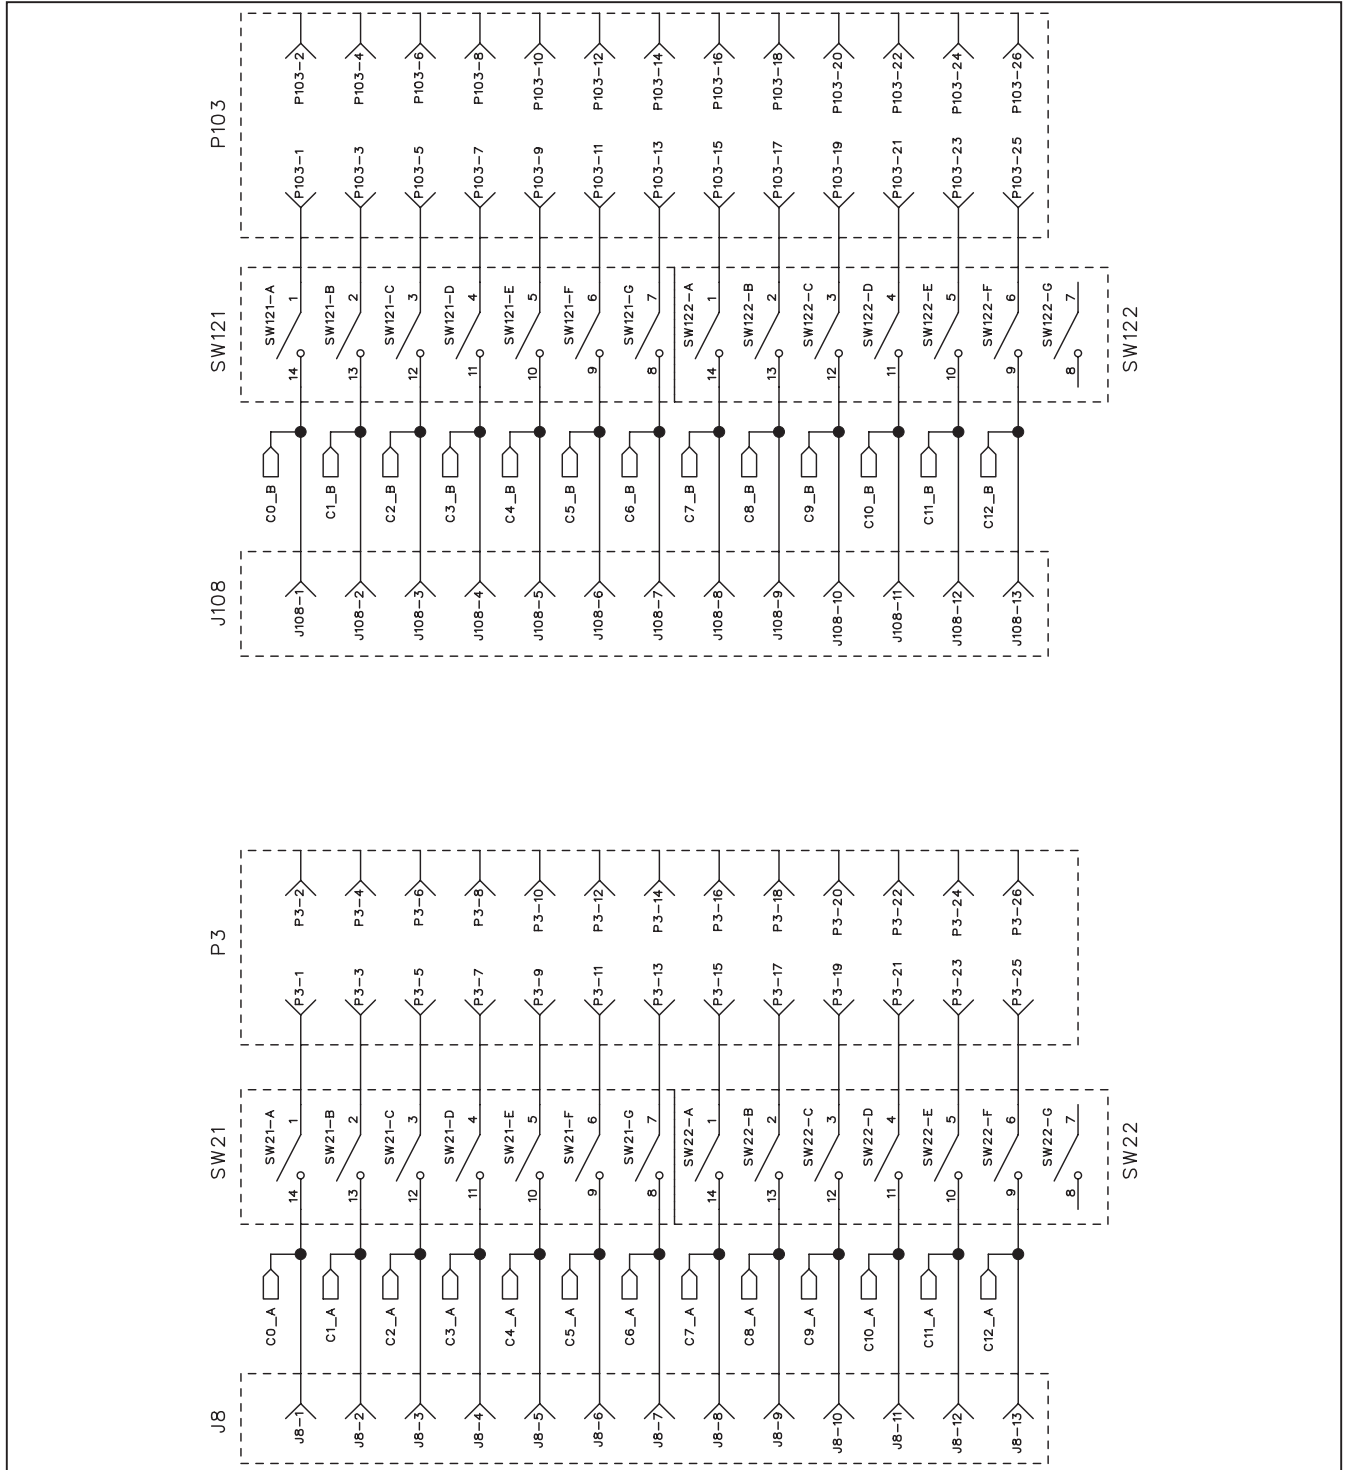 P103
P103-2
P103-4
P103-6
P103-8
P103-10
P103-12
P103-14
P103-16
P103-18
P103-20
P103-22
P103-24
P103-26
P103-1
P103-3
P103-5
P103-7
P103-9
P103-11
P103-13
P103-15
P103-17
P103-19
P103-21
P103-23
P103-25
SW121
SW121-A
SW121-B
SW121-C
SW121-D
SW121-E
SW121-F
SW121-G
SW122-A
SW122-B
SW122-C
SW122-D
SW122-E
SW122-F
SW122-G
1
2
3
4
5
6
7
1
2
3
4
5
6
7
14
13
12
11
10
9
8
14
13
12
11
10
9
8
SW122
C0_B
C1_B
C2_B
C3_B
C4_B
C5_B
C6_B
C7_B
C8_B
C9_B
C10_B
C11_B
C12_B
J108
J108-1
J108-2
J108-3
J108-4
J108-5
J108-6
J108-7
J108-8
J108-9
J108-10
J108-11
J108-12
J108-13
P3
P3-2
P3-4
P3-6
P3-8
P3-10
P3-12
P3-14
P3-16
P3-18
P3-20
P3-22
P3-24
P3-26
P3-1
P3-3
P3-5
P3-7
P3-9
P3-11
P3-13
P3-15
P3-17
P3-19
P3-21
P3-23
P3-25
SW21
SW21-A
SW21-B
SW21-C
SW21-D
SW21-E
SW21-F
SW21-G
SW22-A
SW22-B
SW22-C
SW22-D
SW22-E
SW22-F
SW22-G
1
2
3
4
5
6
7
1
2
3
4
5
6
7
14
13
12
11
10
9
8
14
13
12
11
10
9
8
SW22
C0_A
C1_A
C2_A
C3_A
C4_A
C5_A
C6_A
C7_A
C8_A
C9_A
C10_A
C11_A
C12_A
J8
J8-1
J8-2
J8-3
J8-4
J8-5
J8-6
J8-7
J8-8
J8-9
J8-10
J8-11
J8-12
J8-13